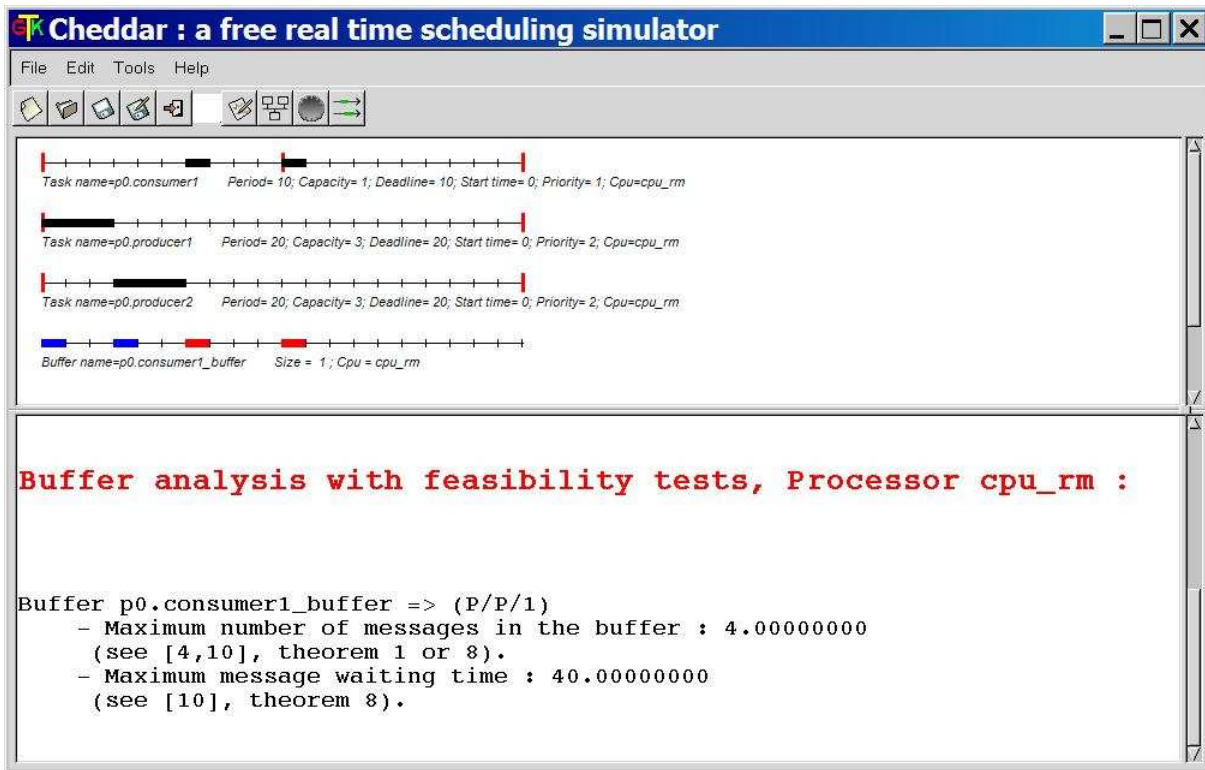 GTK Cheddar : a free real time scheduling simulator
File Edit Tools Help
Task name=p0.consumer1 Period= 10; Capacity= 1; Deadline= 10; Start time= 0; Priority= 1; Cpu=cpu_rm
Task name=p0.producer1 Period= 20; Capacity= 3; Deadline= 20; Start time= 0; Priority= 2; Cpu=cpu_rm
Task name=p0.producer2 Period= 20; Capacity= 3; Deadline= 20; Start time= 0; Priority= 2; Cpu=cpu_rm
Buffer name=p0.consumer1_buffer Size = 1 ; Cpu = cpu_rm
Buffer analysis with feasibility tests, Processor cpu_rm :
Buffer p0.consumer1_buffer => (P/P/1)
- Maximum number of messages in the buffer : 4.00000000
(see [4,10], theorem 1 or 8).
- Maximum message waiting time : 40.00000000
(see [10], theorem 8).